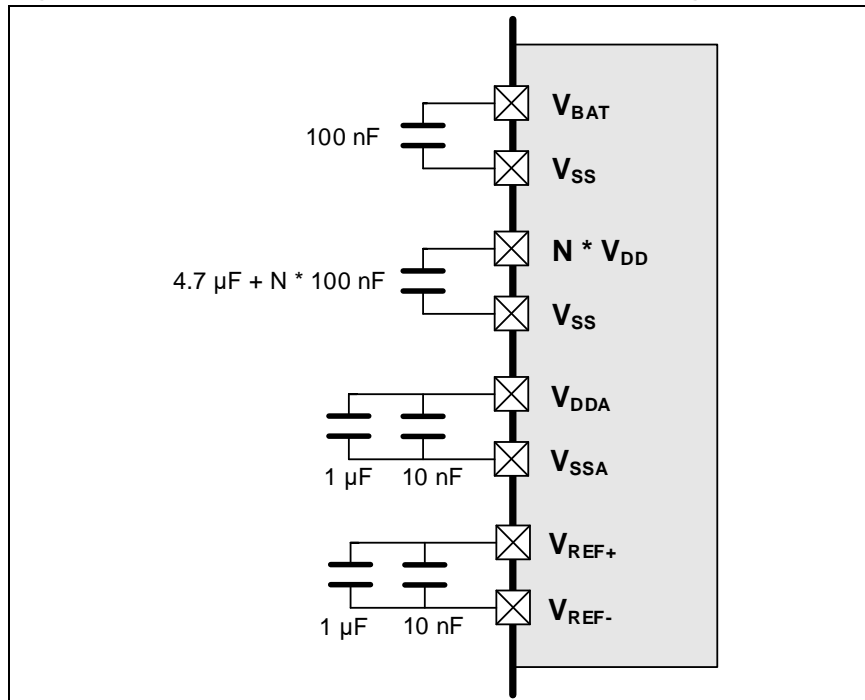 V_BAT
100 nF
V_SS
N * V_DD
4.7 µF + N * 100 nF
V_SS
V_DDA
V_SSA
1 µF 10 nF
V_REF+
V_REF-
1 µF 10 nF